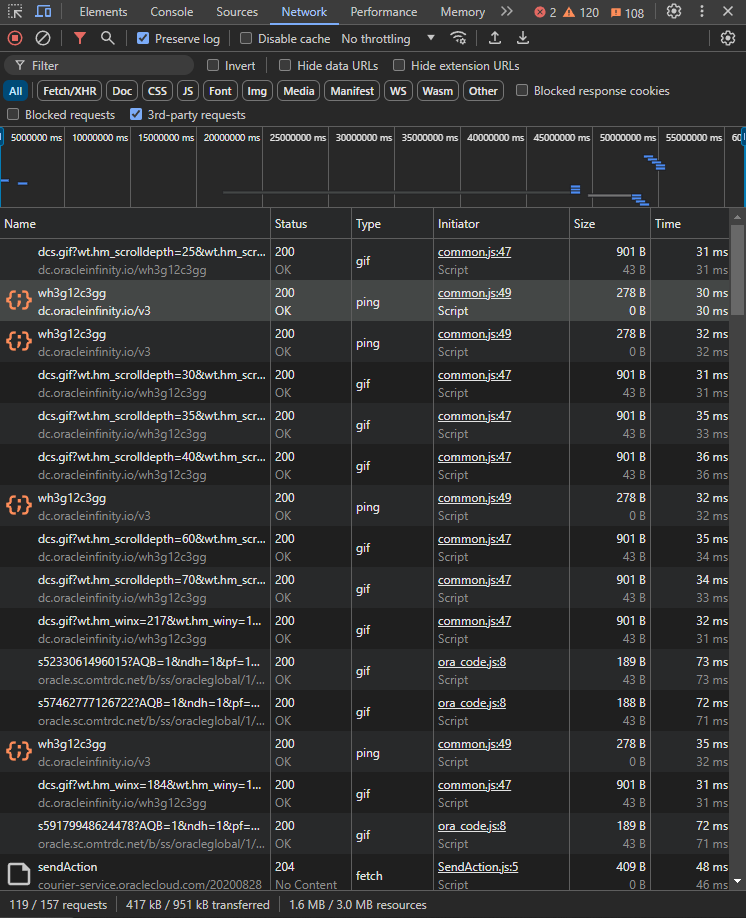 Elements Console Sources Network Performance Memory 2 120 108
Preserve log Disable cache No throttling
Filter Invert Hide data URLs Hide extension URLs
All Fetch/XHR Doc CSS JS Font Img Media Manifest WS Wasm Other Blocked response cookies
Blocked requests 3rd-party requests
5000000 ms 10000000 ms 15000000 ms 20000000 ms 25000000 ms 30000000 ms 35000000 ms 40000000 ms 45000000 ms 50000000 ms 55000000 ms 60
Name Status Type Initiator Size Time
dcs.gif?wt.hm_scrolldepth=25&wt.hm_scr... 200 gif common.js:47 901 B 31 ms
dc.oracleinfinity.io/wh3g12c3gg OK Script 43 B 31 ms
wh3g12c3gg 200 ping common.js:49 278 B 30 ms
dc.oracleinfinity.io/v3 OK Script 0 B 30 ms
wh3g12c3gg 200 ping common.js:49 278 B 32 ms
dc.oracleinfinity.io/v3 OK Script 0 B 32 ms
dcs.gif?wt.hm_scrolldepth=30&wt.hm_scr... 200 gif common.js:47 901 B 31 ms
dc.oracleinfinity.io/wh3g12c3gg OK Script 43 B 31 ms
dcs.gif?wt.hm_scrolldepth=35&wt.hm_scr... 200 gif common.js:47 901 B 35 ms
dc.oracleinfinity.io/wh3g12c3gg OK Script 43 B 33 ms
dcs.gif?wt.hm_scrolldepth=40&wt.hm_scr... 200 gif common.js:47 901 B 36 ms
dc.oracleinfinity.io/wh3g12c3gg OK Script 43 B 36 ms
wh3g12c3gg 200 ping common.js:49 278 B 32 ms
dc.oracleinfinity.io/v3 OK Script 0 B 32 ms
dcs.gif?wt.hm_scrolldepth=60&wt.hm_scr... 200 gif common.js:47 901 B 35 ms
dc.oracleinfinity.io/wh3g12c3gg OK Script 43 B 34 ms
dcs.gif?wt.hm_scrolldepth=70&wt.hm_scr... 200 gif common.js:47 901 B 34 ms
dc.oracleinfinity.io/wh3g12c3gg OK Script 43 B 33 ms
dcs.gif?wt.hm_winx=217&wt.hm_winy=1... 200 gif common.js:47 901 B 32 ms
dc.oracleinfinity.io/wh3g12c3gg OK Script 43 B 31 ms
s5233061496015?AQB=1&ndh=1&pf=1... 200 gif ora_code.js:8 189 B 73 ms
oracle.sc.omtrdc.net/b/ss/oracleglobal/1/... OK Script 43 B 73 ms
s57462777126722?AQB=1&ndh=1&pf=... 200 gif ora_code.js:8 188 B 72 ms
oracle.sc.omtrdc.net/b/ss/oracleglobal/1/... OK Script 43 B 71 ms
wh3g12c3gg 200 ping common.js:49 278 B 35 ms
dc.oracleinfinity.io/v3 OK Script 0 B 32 ms
dcs.gif?wt.hm_winx=184&wt.hm_winy=1... 200 gif common.js:47 901 B 31 ms
dc.oracleinfinity.io/wh3g12c3gg OK Script 43 B 31 ms
s59179948624478?AQB=1&ndh=1&pf=... 200 gif ora_code.js:8 189 B 72 ms
oracle.sc.omtrdc.net/b/ss/oracleglobal/1/... OK Script 43 B 71 ms
sendAction 204 fetch SendAction.js:5 409 B 48 ms
courier-service.oraclecloud.com/20200828 No Content Script 0 B 46 ms
119 / 157 requests 417 kB / 951 kB transferred 1.6 MB / 3.0 MB resources